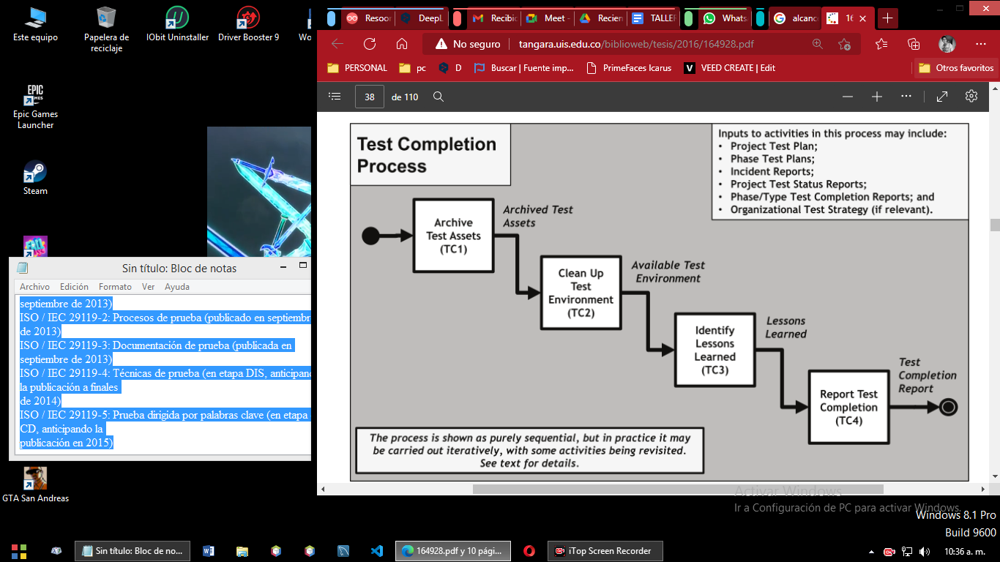 Este equipo
Papelera de
reciclaje
IObit Uninstaller
Driver Booster 9
Wo
EPIC
GAMES
Epic Games
Launcher
Steam
FALL
Sin título: Bloc de notas
Archivo Edición Formato Ver Ayuda
septiembre de 2013)
ISO / IEC 29119-2: Procesos de prueba (publicado en septiembr
de 2013)
ISO / IEC 29119-3: Documentación de prueba (publicada en
septiembre de 2013)
ISO / IEC 29119-4: Técnicas de prueba (en etapa DIS, anticipand
la publicación a finales
de 2014)
ISO / IEC 29119-5: Prueba dirigida por palabras clave (en etapa
CD, anticipando la
publicación en 2015)
GTA San Andreas
Resoo
DeepL
Recibid
Meet -
Recien
TALLER
Whats
alcanc
16
No seguro
tangara.uis.edu.co/biblioweb/tesis/2016/164928.pdf
PERSONAL
pc
D
Buscar | Fuente imp...
PrimeFaces Icarus
V
VEED CREATE | Edit
Otros favoritos
38 de 110
Test Completion
Process
Inputs to activities in this process may include:
• Project Test Plan;
• Phase Test Plans;
• Incident Reports;
• Project Test Status Reports;
• Phase/Type Test Completion Reports; and
• Organizational Test Strategy (if relevant).
Archive
Test Assets
(TC1)
Archived Test
Assets
Clean Up
Test
Environment
(TC2)
Available Test
Environment
Identify
Lessons
Learned
(TC3)
Lessons
Learned
Report Test
Completion
(TC4)
Test
Completion
Report
The process is shown as purely sequential, but in practice it may
be carried out iteratively, with some activities being revisited.
See text for details.
Activar Windows
Ir a Configuración de PC para activar Windows.
Windows 8.1 Pro
Build 9600
Sin título: Bloc de no...
164928.pdf y 10 pági...
iTop Screen Recorder
10:36 a. m.